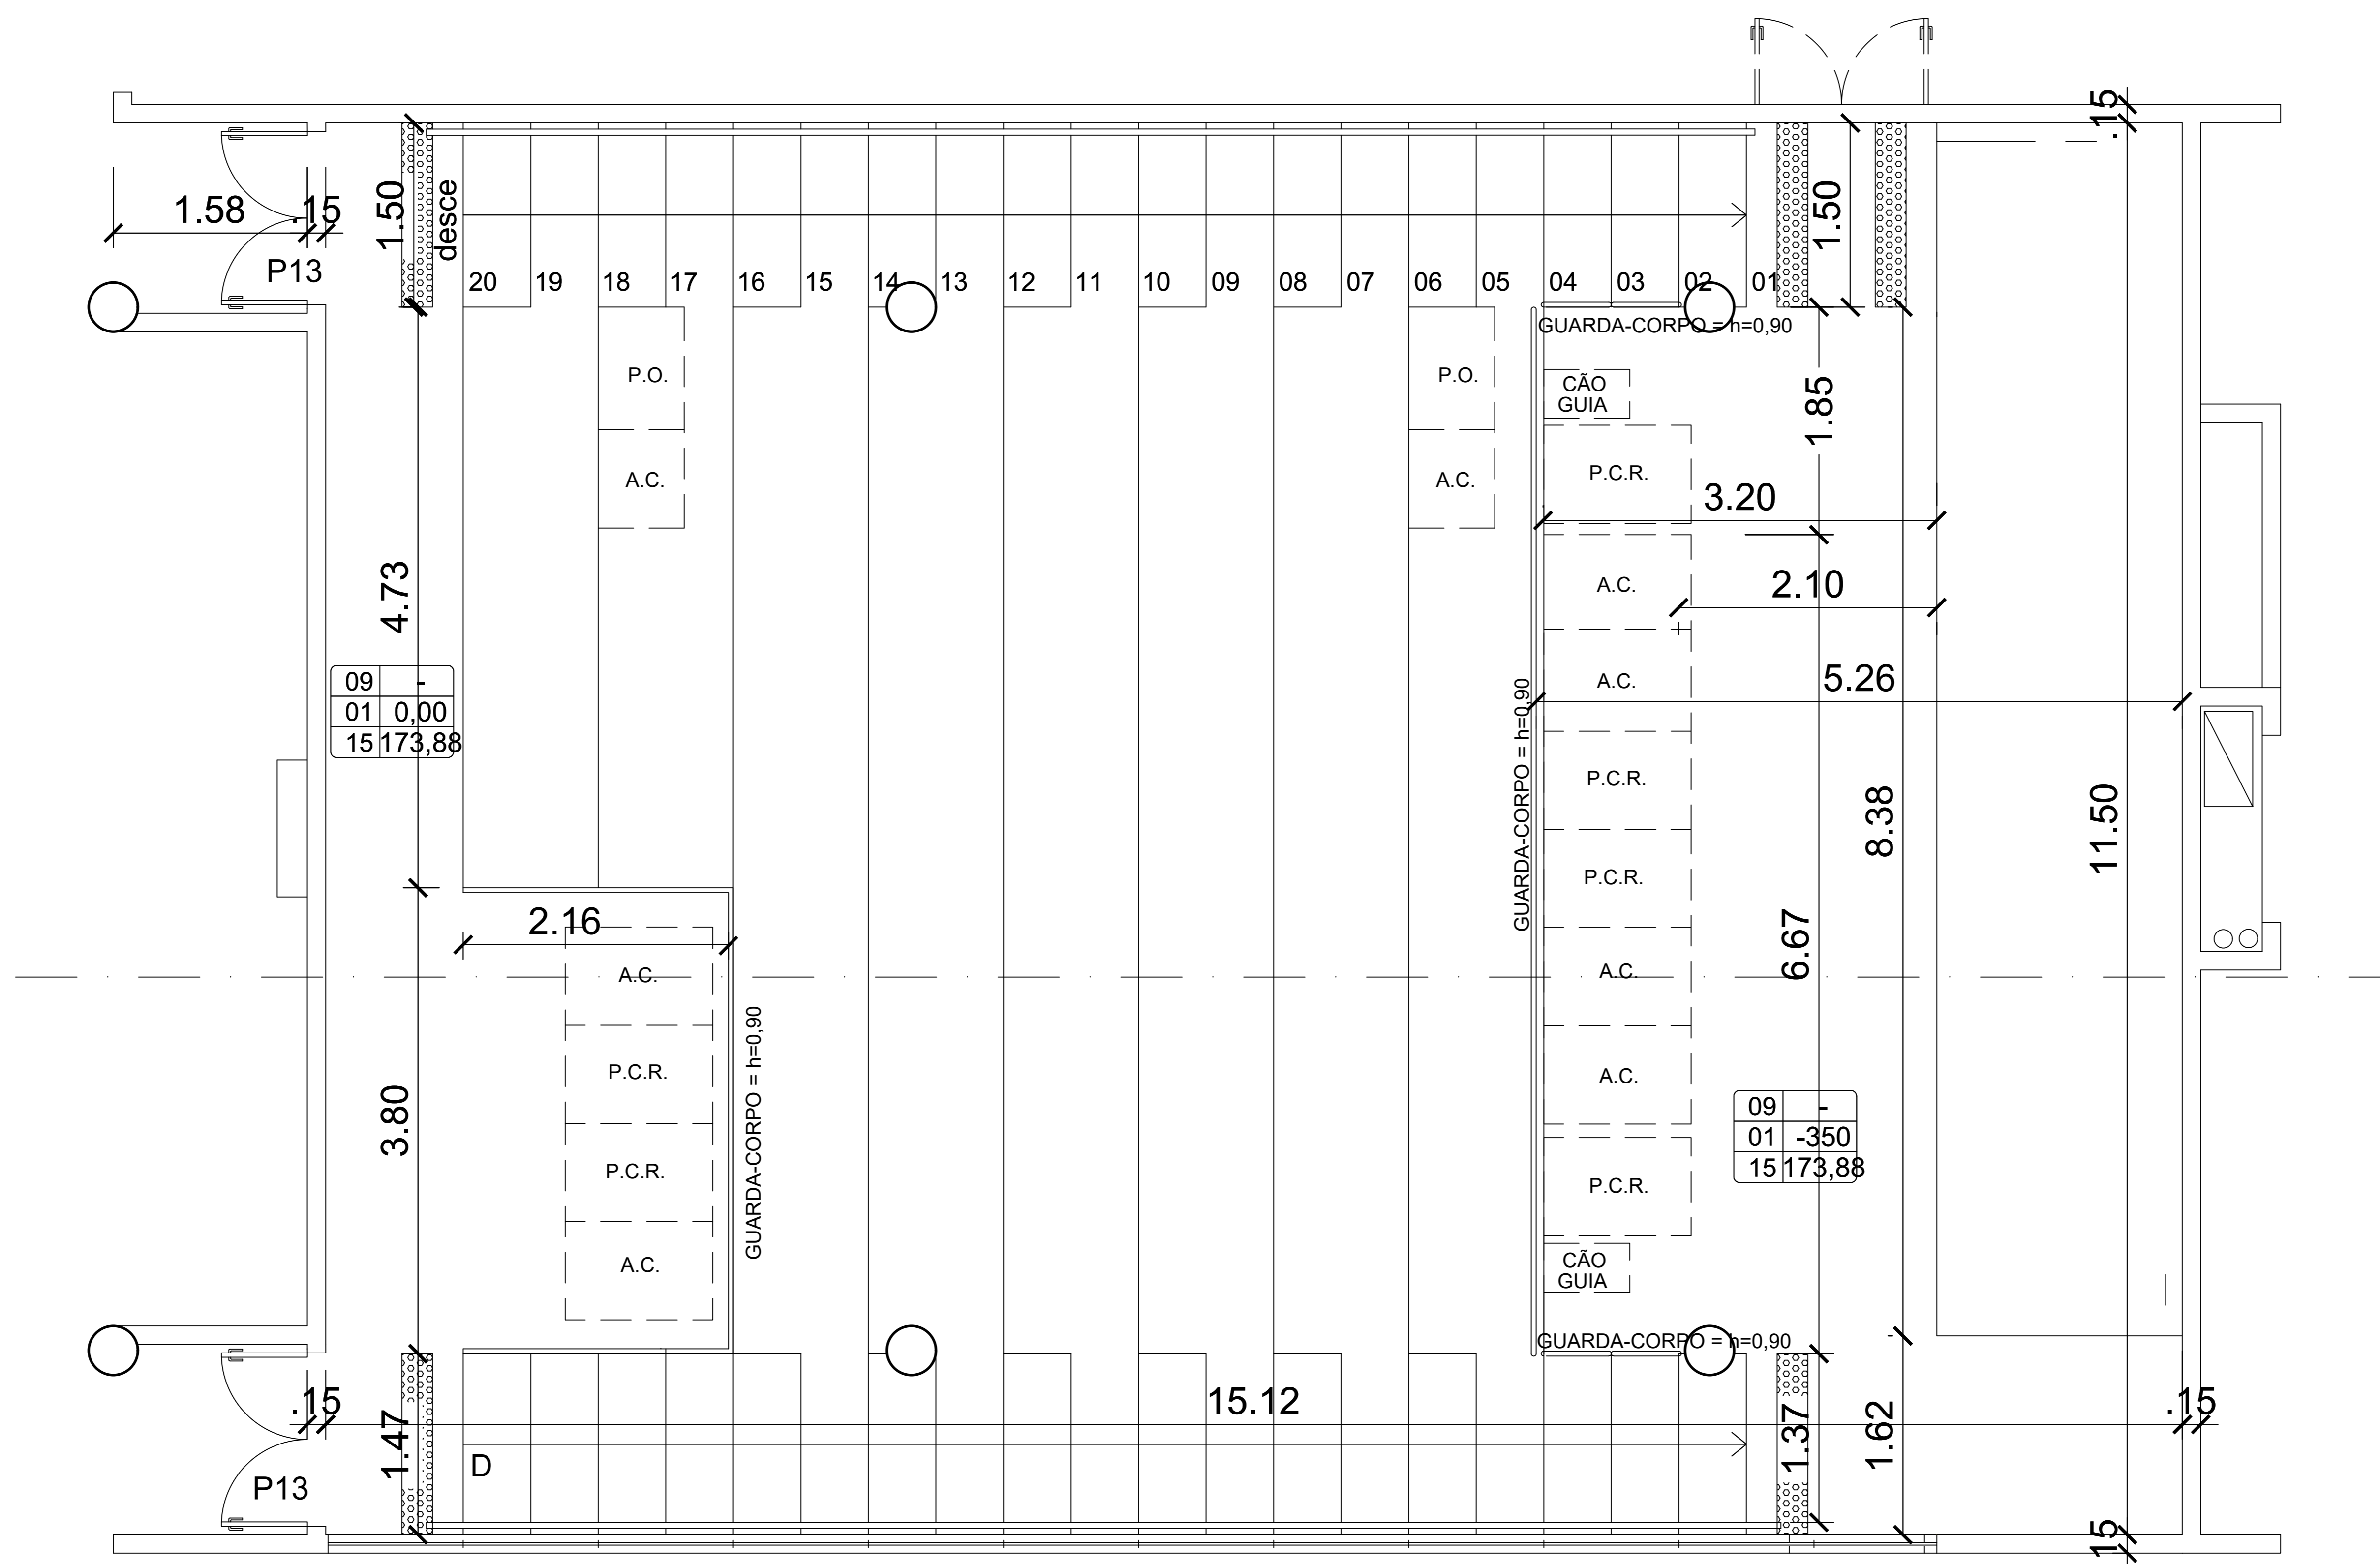 .15
1.58
.15
1.50
desce
1.50
P13
20
19
18
17
16
15
14
13
12
11
10
09
08
07
06
05
04
03
02
01
GUARDA-CORPO = h=0,90
P.O.
P.O.
CÃO
GUIA
1.85
A.C.
A.C.
P.C.R.
3.20
4.73
A.C.
2.10
09 -
01 0,00
15 173,88
A.C.
5.26
GUARDA-CORPO = h=0,90
P.C.R.
8.38
11.50
P.C.R.
2.16
6.67
A.C.
A.C.
P.C.R.
GUARDA-CORPO = h=0,90
A.C.
3.80
09 -
01 -350
15 173,88
P.C.R.
P.C.R.
A.C.
CÃO
GUIA
GUARDA-CORPO = h=0,90
.15
15.12
.15
1.47
1.37
1.62
D
P13
15